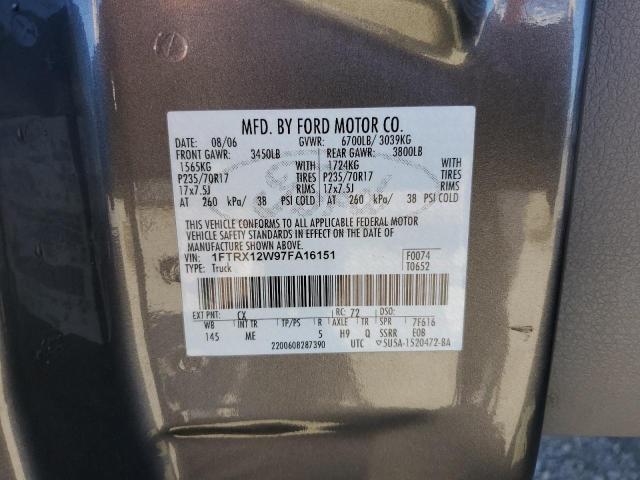 MFD. BY FORD MOTOR CO.
DATE: 08/06 GVWR: 6700LB/ 3039KG
FRONT GAWR: 3450LB REAR GAWR: 3800LB
1565KG WITH 1724KG WITH
P235/70R17 TIRES P235/70R17 TIRES
17x7.5J RIMS 17x7.5J RIMS
AT 260 kPa/ 38 PSI COLD AT 260 kPa/ 38 PSI COLD
THIS VEHICLE CONFORMS TO ALL APPLICABLE FEDERAL MOTOR
VEHICLE SAFETY STANDARDS IN EFFECT ON THE DATE OF
MANUFACTURE SHOWN ABOVE.
VIN: 1FTRX12W97FA16151 F0074
TYPE: Truck T0652
EXT PNT: CX RC: 72 DSO:
WB INT TR TP/PS R AXLE TR SPR 7F616
145 ME 5 H9 Q SSRR E0B
2200608287390 UTC 5U5A-1520472-BA